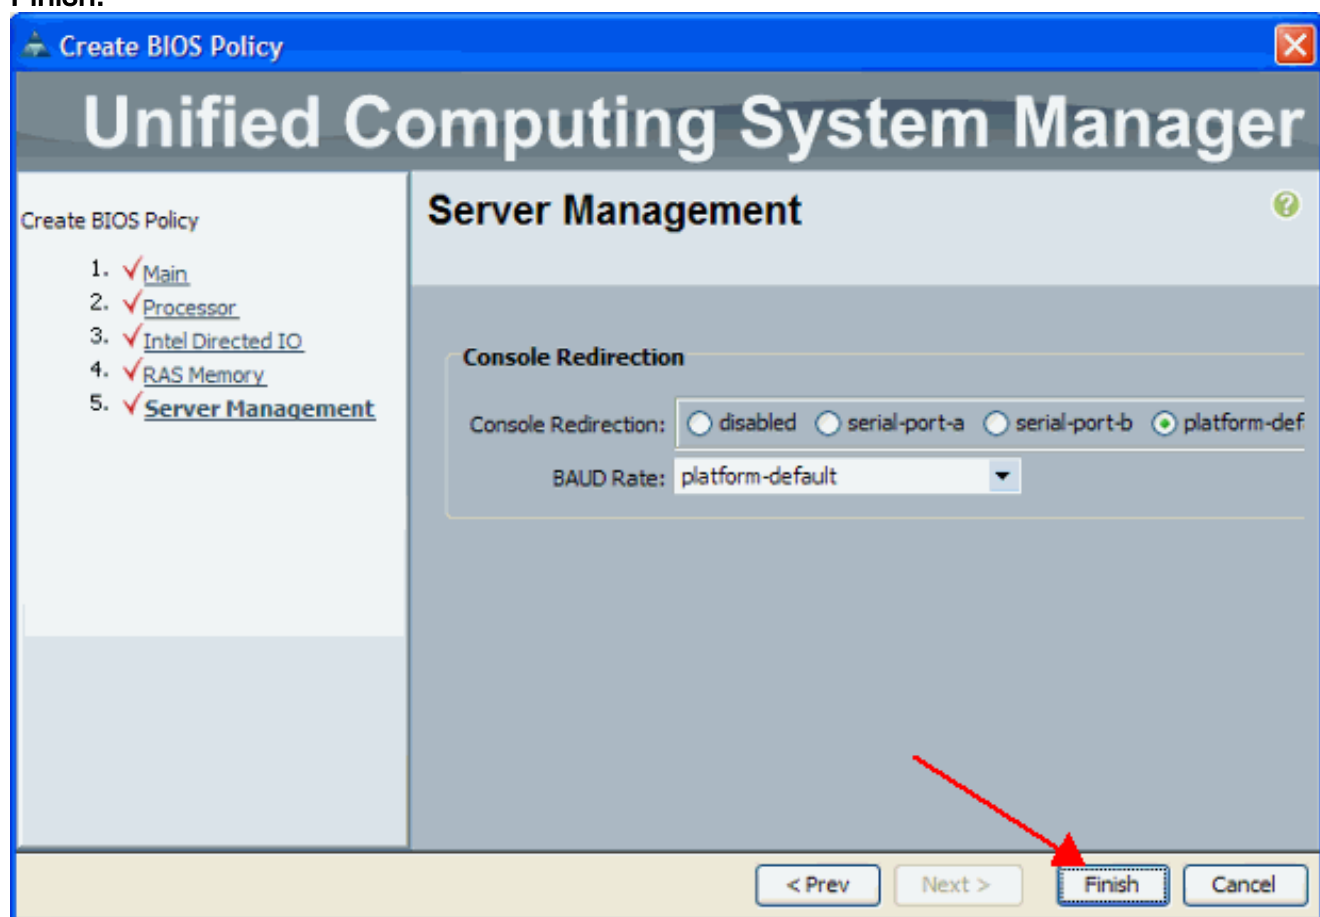 Finish.
Create BIOS Policy
Unified Computing System Manager
Create BIOS Policy
1. Main
2. Processor
3. Intel Directed IO
4. RAS Memory
5. Server Management
Server Management
?
Console Redirection
Console Redirection: disabled serial-port-a serial-port-b platform-def
BAUD Rate: platform-default
< Prev Next > Finish Cancel